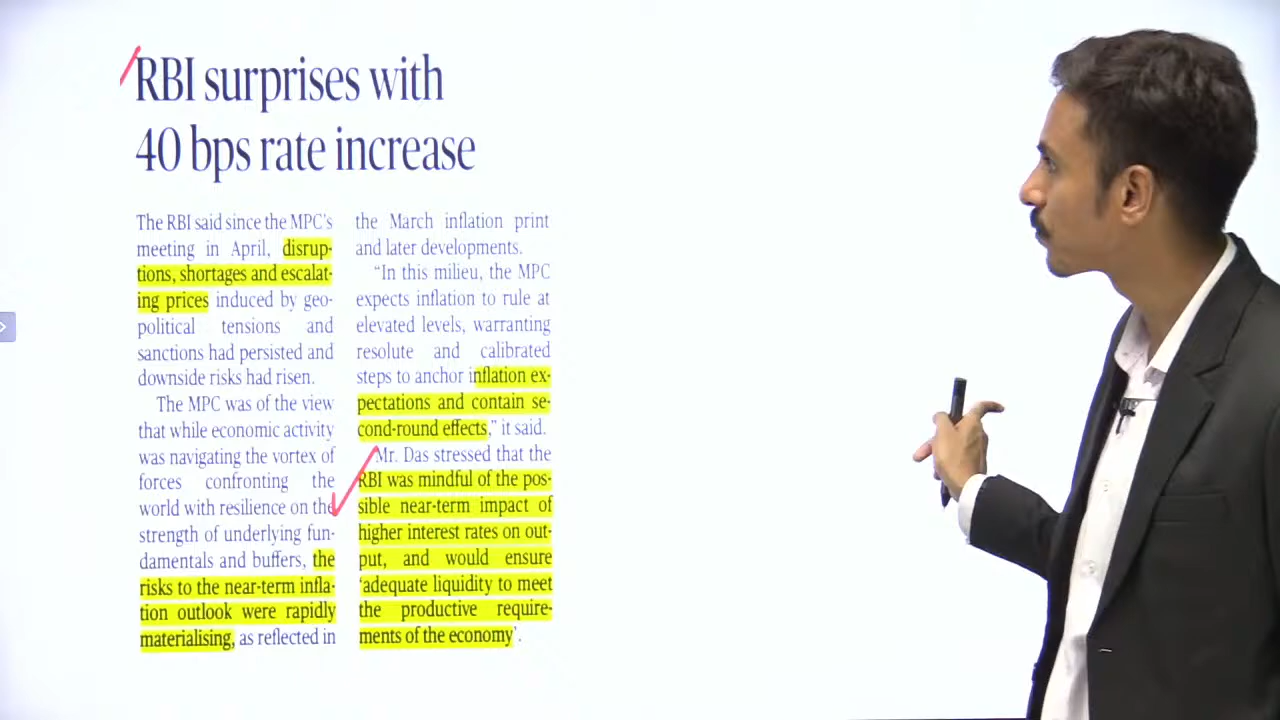 RBI surprises with
40 bps rate increase
The RBI said since the MPC's
meeting in April, disrup-
tions, shortages and escalat-
ing prices induced by geo-
political tensions and
sanctions had persisted and
downside risks had risen.
The MPC was of the view
that while economic activity
was navigating the vortex of
forces confronting the
world with resilience on the
strength of underlying fun-
damentals and buffers, the
risks to the near-term infla-
tion outlook were rapidly
materialising, as reflected in
the March inflation print
and later developments.
“In this milieu, the MPC
expects inflation to rule at
elevated levels, warranting
resolute and calibrated
steps to anchor inflation ex-
pectations and contain se-
cond-round effects,” it said.
Mr. Das stressed that the
RBI was mindful of the pos-
sible near-term impact of
higher interest rates on out-
put, and would ensure
‘adequate liquidity to meet
the productive require-
ments of the economy’.